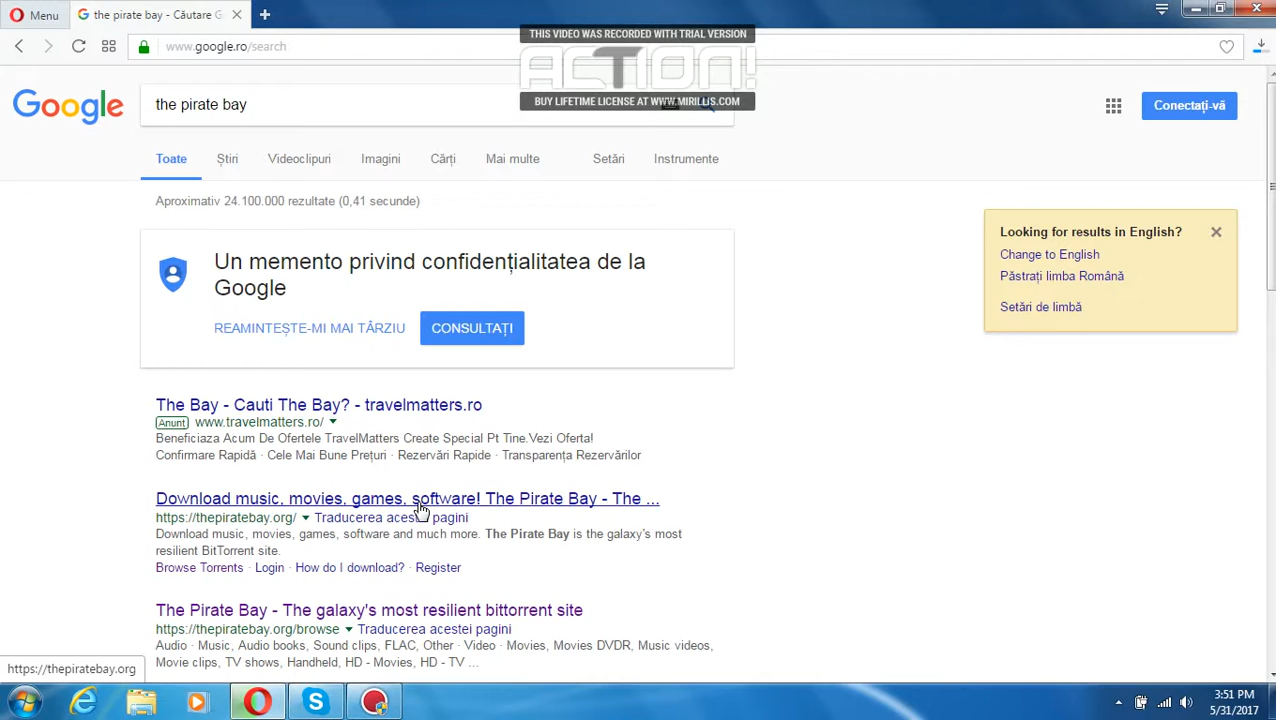 Menu
the pirate bay - Căutare G
THIS VIDEO WAS RECORDED WITH TRIAL VERSION
ACTION!
BUY LIFETIME LICENSE AT WWW.MIRILLIS.COM
www.google.ro/search
Google
the pirate bay
Conectați-vă
Toate
Știri
Videoclipuri
Imagini
Cărți
Mai multe
Setări
Instrumente
Aproximativ 24.100.000 rezultate (0,41 secunde)
Looking for results in English?
Change to English
Păstrați limba Română
Setări de limbă
Un memento privind confidențialitatea de la
Google
REAMINTEȘTE-MI MAI TÂRZIU
CONSULTAȚI
The Bay - Cauti The Bay? - travelmatters.ro
Anunt www.travelmatters.ro/
Beneficiaza Acum De Ofertele TravelMatters Create Special Pt Tine.Vezi Oferta!
Confirmare Rapidă · Cele Mai Bune Prețuri · Rezervări Rapide · Transparența Rezervărilor
Download music, movies, games, software! The Pirate Bay - The ...
https://thepiratebay.org/ Traducerea acestei pagini
Download music, movies, games, software and much more. The Pirate Bay is the galaxy's most
resilient BitTorrent site.
Browse Torrents · Login · How do I download? · Register
The Pirate Bay - The galaxy's most resilient bittorrent site
https://thepiratebay.org/browse Traducerea acestei pagini
Audio · Music, Audio books, Sound clips, FLAC, Other · Video · Movies, Movies DVDR, Music videos,
Movie clips, TV shows, Handheld, HD - Movies, HD - TV ...
https://thepiratebay.org
3:51 PM
5/31/2017